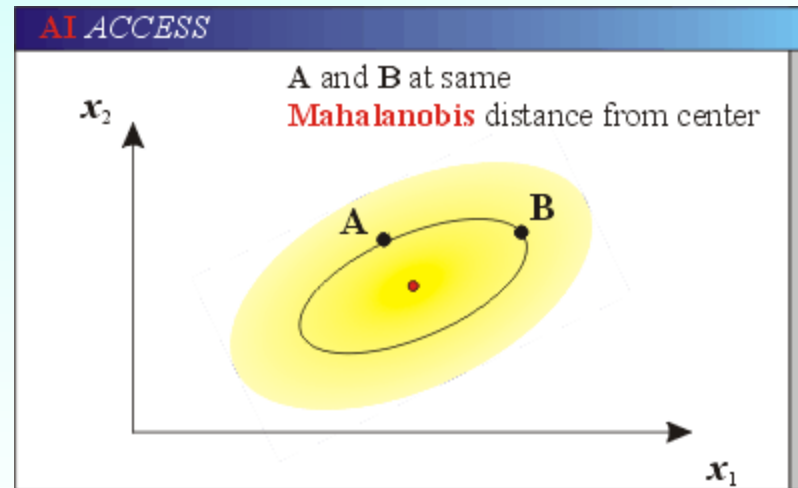 AI ACCESS
A and B at same
Mahalanobis distance from center
x₂
A
B
x₁